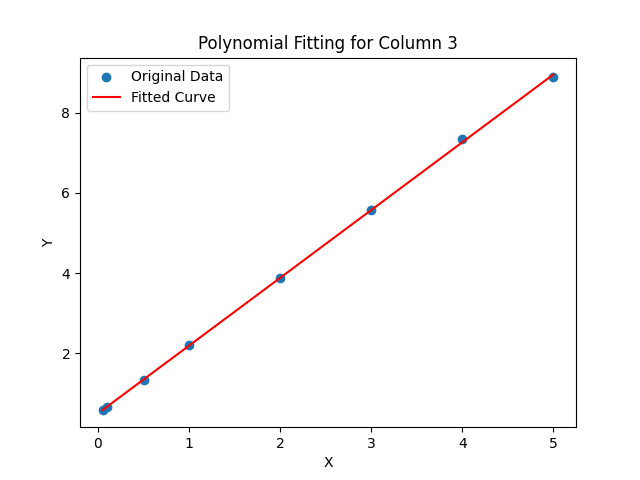 Polynomial Fitting for Column 3
Original Data
Fitted Curve
8
6
4
2
Y
0 1 2 3 4 5
X